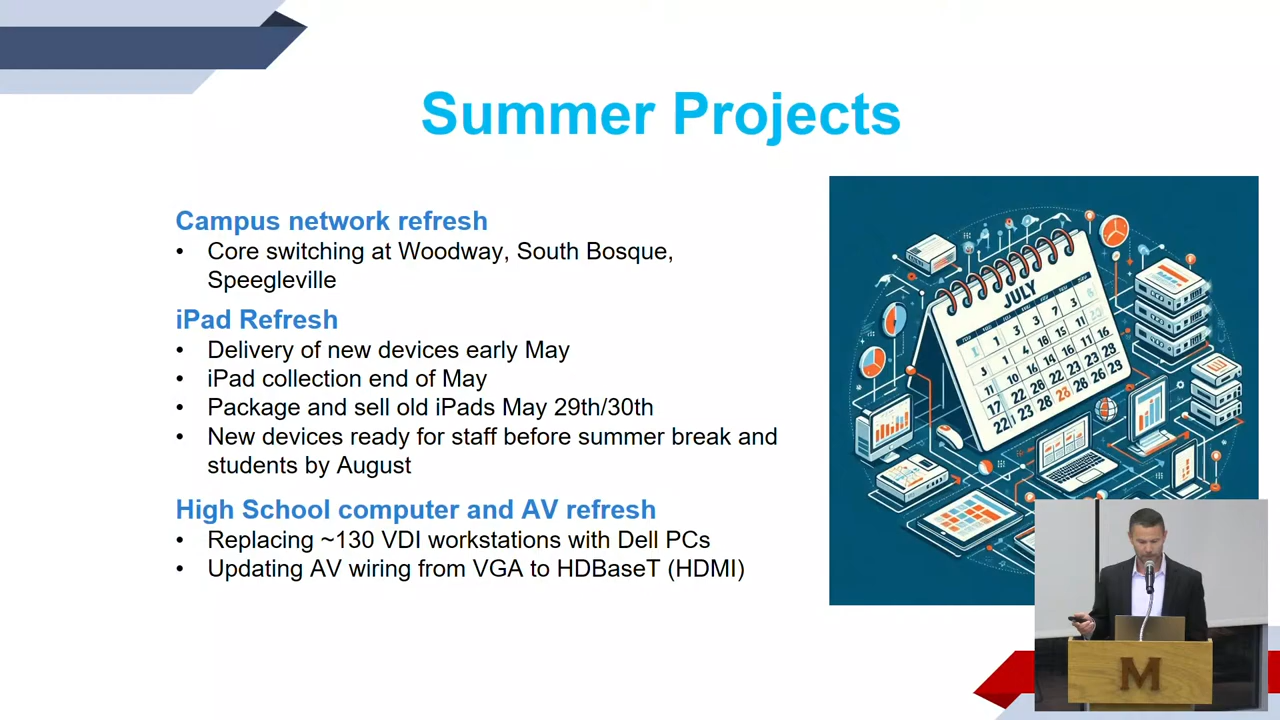 Summer Projects
Campus network refresh
• Core switching at Woodway, South Bosque,
Speegleville
iPad Refresh
• Delivery of new devices early May
• iPad collection end of May
• Package and sell old iPads May 29th/30th
• New devices ready for staff before summer break and
students by August
High School computer and AV refresh
• Replacing ~130 VDI workstations with Dell PCs
• Updating AV wiring from VGA to HDBaseT (HDMI)
JULY
M